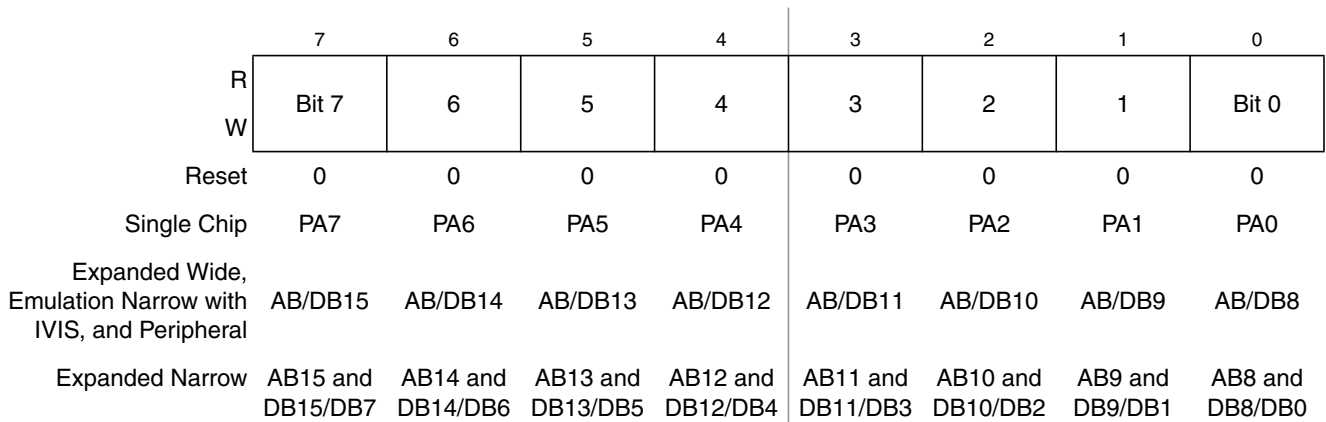 7 6 5 4 3 2 1 0
R
W
Bit 7 6 5 4 3 2 1 Bit 0
Reset 0 0 0 0 0 0 0 0
Single Chip PA7 PA6 PA5 PA4 PA3 PA2 PA1 PA0
Expanded Wide,
Emulation Narrow with AB/DB15 AB/DB14 AB/DB13 AB/DB12 AB/DB11 AB/DB10 AB/DB9 AB/DB8
IVIS, and Peripheral
Expanded Narrow AB15 and AB14 and AB13 and AB12 and AB11 and AB10 and AB9 and AB8 and
DB15/DB7 DB14/DB6 DB13/DB5 DB12/DB4 DB11/DB3 DB10/DB2 DB9/DB1 DB8/DB0